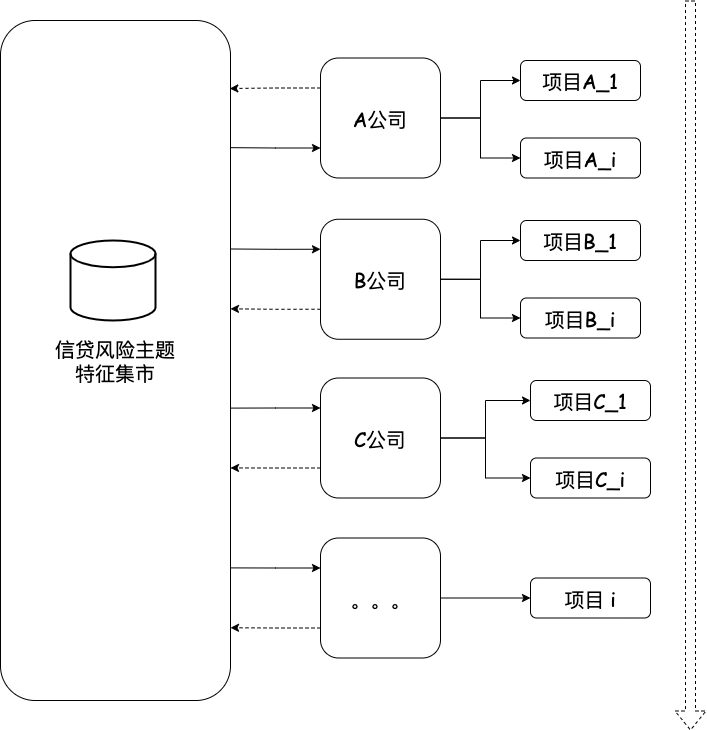 信贷风险主题
特征集市
A公司
项目A_1
项目A_i
B公司
项目B_1
项目B_i
C公司
项目C_1
项目C_i
。。。
项目 i